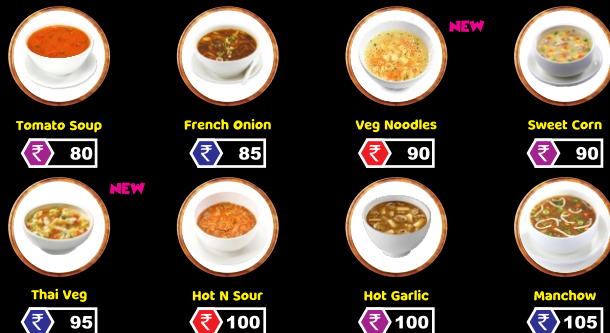 NEW
Tomato Soup French Onion Veg Noodles Sweet Corn
₹ 80 ₹ 85 ₹ 90 ₹ 90
NEW
Thai Veg Hot N Sour Hot Garlic Manchow
₹ 95 ₹ 100 ₹ 100 ₹ 105